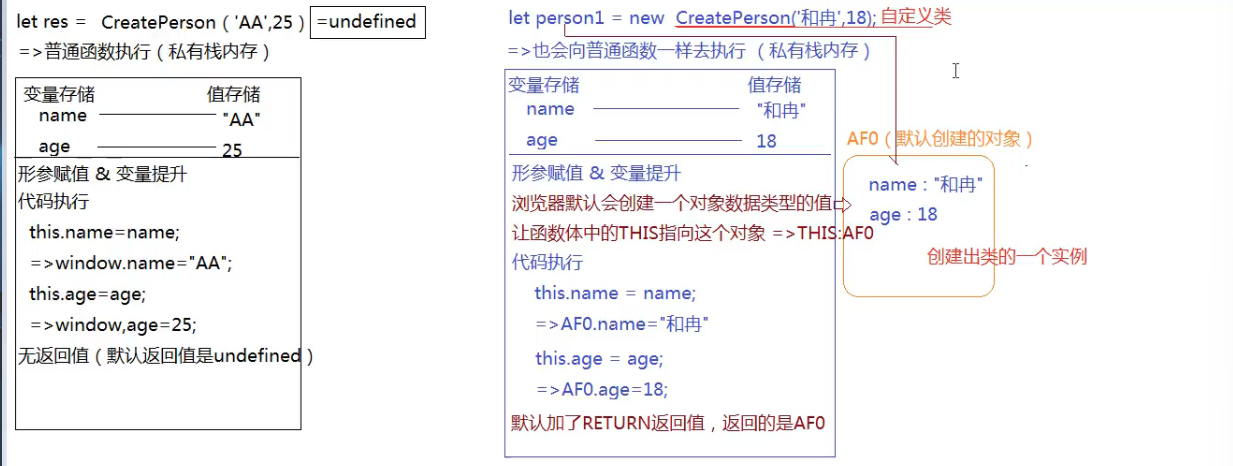 let res = CreatePerson（'AA',25）=undefined
=>普通函数执行（私有栈内存）
变量存储 值存储
name "AA"
age 25
形参赋值 & 变量提升
代码执行
this.name=name;
=>window.name="AA";
this.age=age;
=>window,age=25;
无返回值（默认返回值是undefined）
let person1 = new CreatePerson('和冉',18); 自定义类
=>也会向普通函数一样去执行 （私有栈内存）
变量存储 值存储
name "和冉"
age 18
形参赋值 & 变量提升
浏览器默认会创建一个对象数据类型的值
让函数体中的THIS指向这个对象 =>THIS:AF0
代码执行
this.name = name;
=>AF0.name="和冉"
this.age = age;
=>AF0.age=18;
默认加了RETURN返回值，返回的是AF0
AF0（默认创建的对象）
name : "和冉"
age : 18
创建出类的一个实例